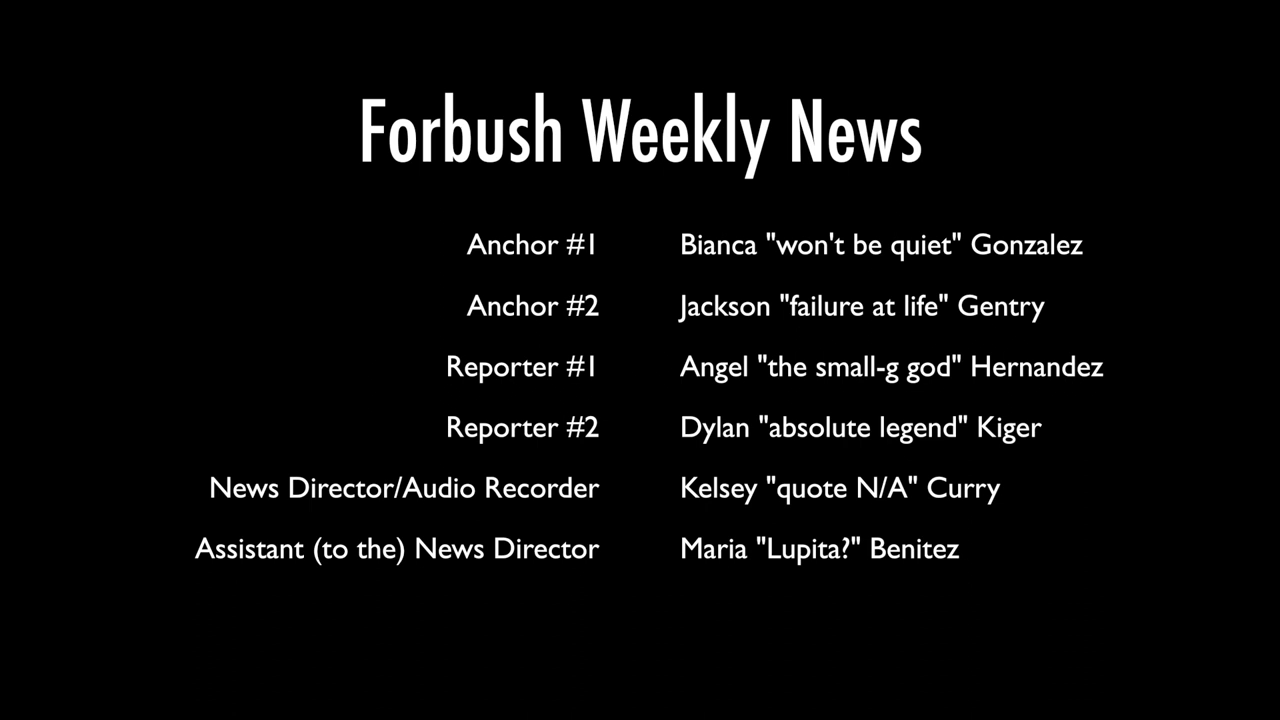 Forbush Weekly News
Anchor #1 Bianca "won't be quiet" Gonzalez
Anchor #2 Jackson "failure at life" Gentry
Reporter #1 Angel "the small-g god" Hernandez
Reporter #2 Dylan "absolute legend" Kiger
News Director/Audio Recorder Kelsey "quote N/A" Curry
Assistant (to the) News Director Maria "Lupita?" Benitez